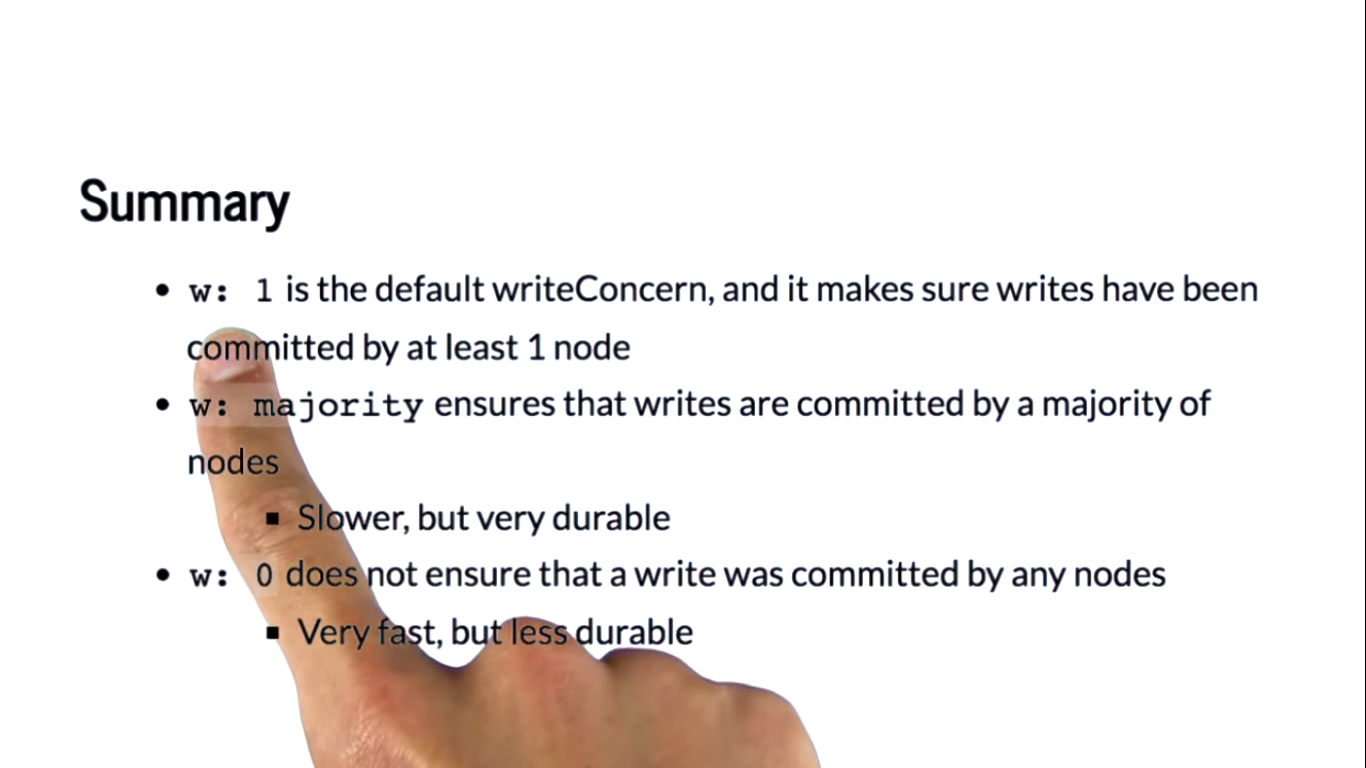 Summary
• w: 1 is the default writeConcern, and it makes sure writes have been
committed by at least 1 node
• w: majority ensures that writes are committed by a majority of
nodes
▪ Slower, but very durable
• w: 0 does not ensure that a write was committed by any nodes
▪ Very fast, but less durable